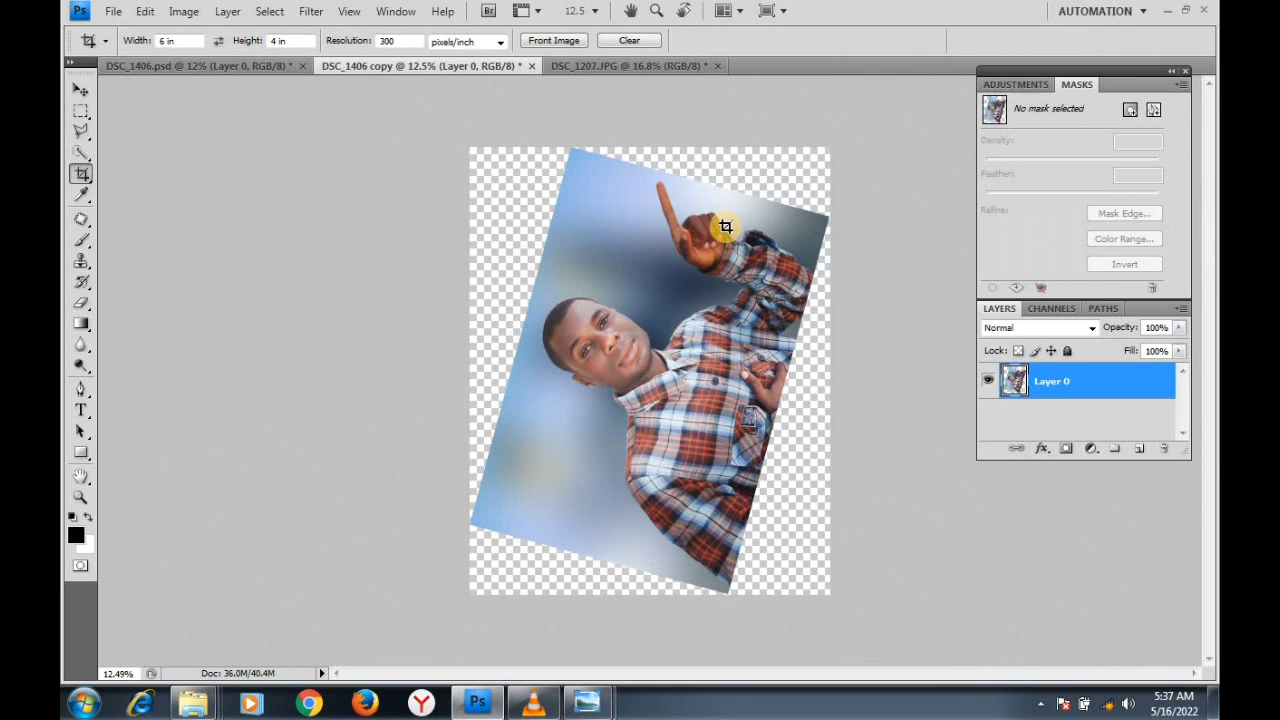 Ps File Edit Image Layer Select Filter View Window Help Br 12.5 AUTOMATION
Width: 6 in Height: 4 in Resolution: 300 pixels/inch Front Image Clear
DSC_1406.psd @ 12% (Layer 0, RGB/8) * DSC_1406 copy @ 12.5% (Layer 0, RGB/8) * DSC_1207.JPG @ 16.8% (RGB/8) *
ADJUSTMENTS MASKS
No mask selected
Density:
Feather:
Refine: Mask Edge...
Color Range...
Invert
LAYERS CHANNELS PATHS
Normal Opacity: 100%
Lock: Fill: 100%
Layer 0
T
12.49% Doc: 36.0M/40.4M
Ps
5:37 AM
5/16/2022